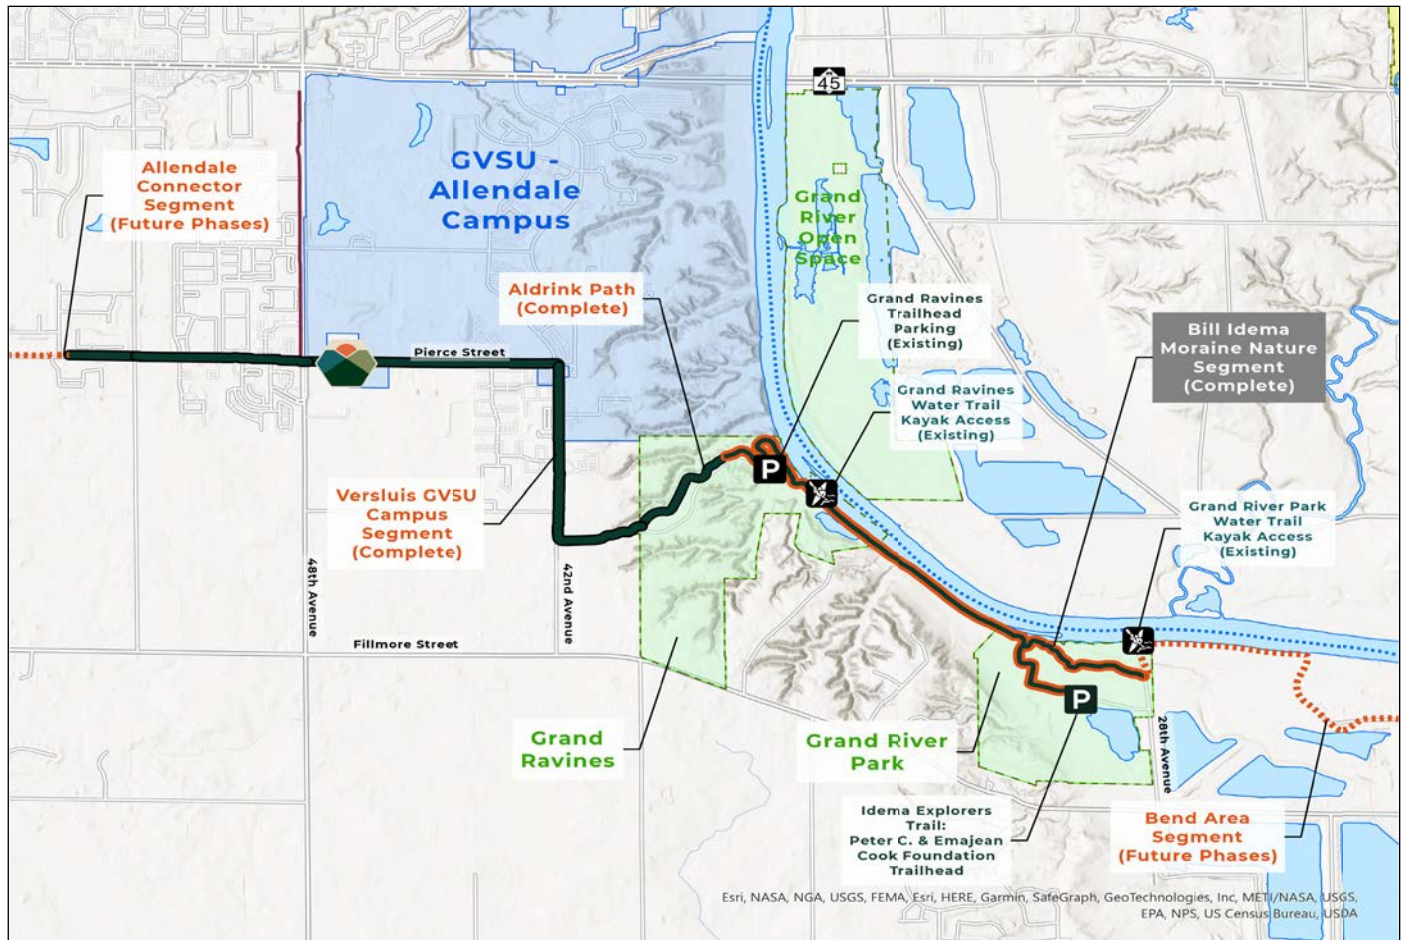 45
GVSU -
Allendale
Campus
Allendale
Connector
Segment
(Future Phases)
Grand
River
Open
Space
Aldrink Path
(Complete)
Grand Ravines
Trailhead
Parking
(Existing)
Bill Idema
Moraine Nature
Segment
(Complete)
Pierce Street
Grand Ravines
Water Trail
Kayak Access
(Existing)
P
Versluis GVSU
Campus
Segment
(Complete)
Grand River Park
Water Trail
Kayak Access
(Existing)
48th Avenue
42nd Avenue
Fillmore Street
P
28th Avenue
Grand
Ravines
Grand River
Park
Idema Explorers
Trail:
Peter C. & Emajean
Cook Foundation
Trailhead
Bend Area
Segment
(Future Phases)
Esri, NASA, NGA, USGS, FEMA, Esri, HERE, Garmin, SafeGraph, GeoTechnologies, Inc, METI/NASA, USGS,
EPA, NPS, US Census Bureau, USDA